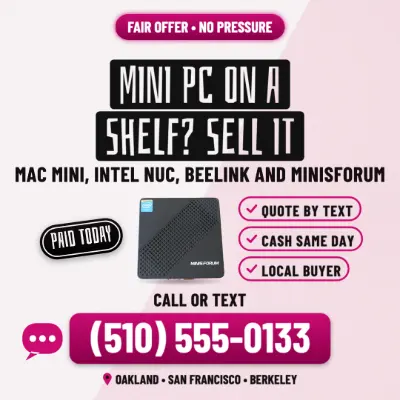 FAIR OFFER • NO PRESSURE
MINI PC ON A
SHELF? SELL IT
MAC MINI, INTEL NUC, BEELINK AND MINISFORUM
PAID TODAY
MINISFORUM
QUOTE BY TEXT
CASH SAME DAY
LOCAL BUYER
CALL OR TEXT
(510) 555-0133
OAKLAND • SAN FRANCISCO • BERKELEY